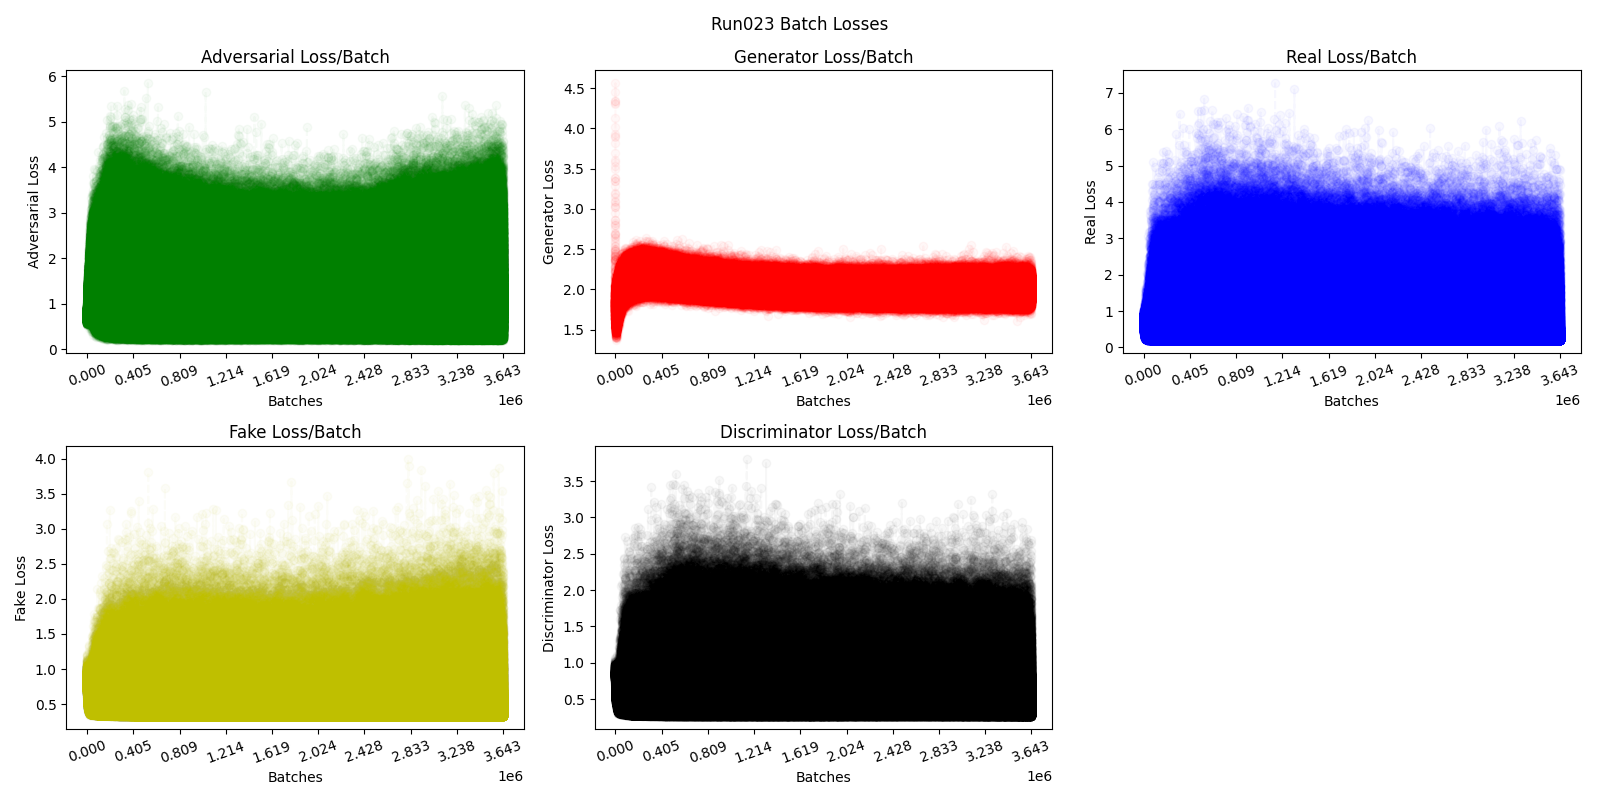 Run023 Batch Losses
Adversarial Loss/Batch
Adversarial Loss
6
5
4
3
2
1
0
0.000 0.405 0.809 1.214 1.619 2.024 2.428 2.833 3.238 3.643
Batches
1e6
Generator Loss/Batch
Generator Loss
4.5
4.0
3.5
3.0
2.5
2.0
1.5
0.000 0.405 0.809 1.214 1.619 2.024 2.428 2.833 3.238 3.643
Batches
1e6
Real Loss/Batch
Real Loss
7
6
5
4
3
2
1
0
0.000 0.405 0.809 1.214 1.619 2.024 2.428 2.833 3.238 3.643
Batches
1e6
Fake Loss/Batch
Fake Loss
4.0
3.5
3.0
2.5
2.0
1.5
1.0
0.5
0.000 0.405 0.809 1.214 1.619 2.024 2.428 2.833 3.238 3.643
Batches
1e6
Discriminator Loss/Batch
Discriminator Loss
3.5
3.0
2.5
2.0
1.5
1.0
0.5
0.000 0.405 0.809 1.214 1.619 2.024 2.428 2.833 3.238 3.643
Batches
1e6